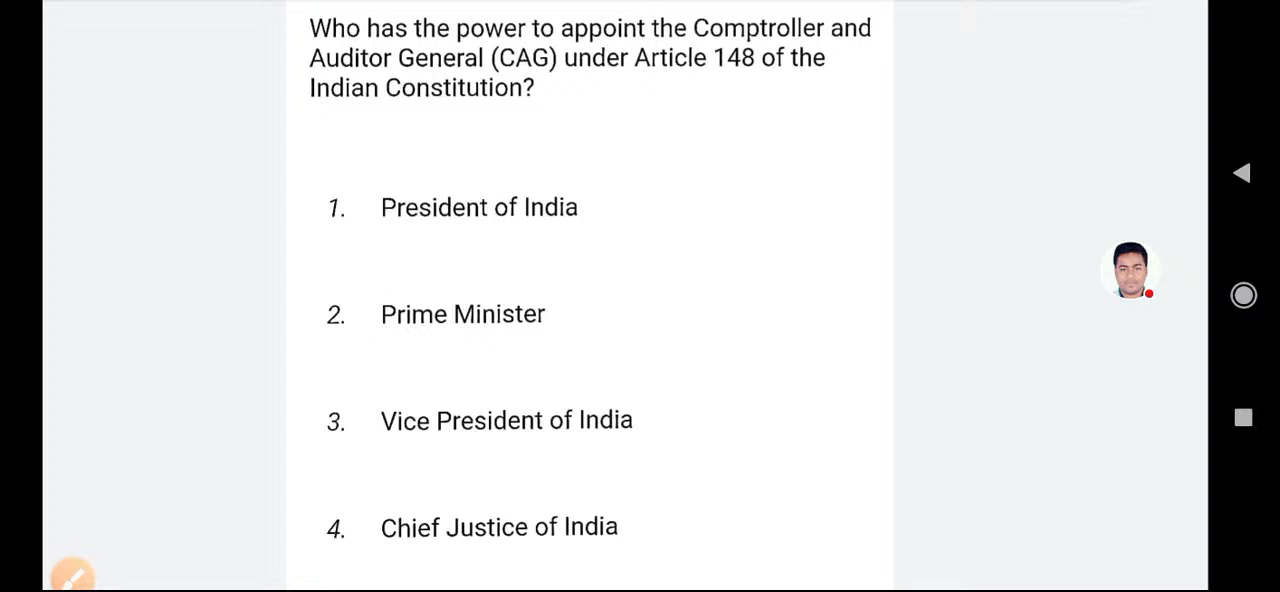 Who has the power to appoint the Comptroller and
Auditor General (CAG) under Article 148 of the
Indian Constitution?
1. President of India
2. Prime Minister
3. Vice President of India
4. Chief Justice of India